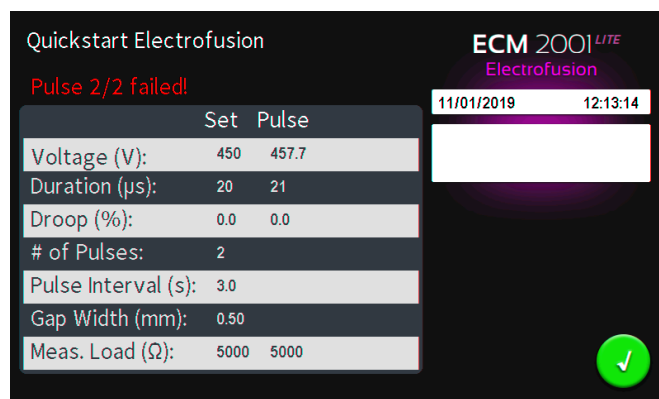 Quickstart Electrofusion
Pulse 2/2 failed!
Set Pulse
Voltage (V): 450 457.7
Duration (µs): 20 21
Droop (%): 0.0 0.0
# of Pulses: 2
Pulse Interval (s): 3.0
Gap Width (mm): 0.50
Meas. Load (Ω): 5000 5000
ECM 2001 LITE
Electrofusion
11/01/2019 12:13:14